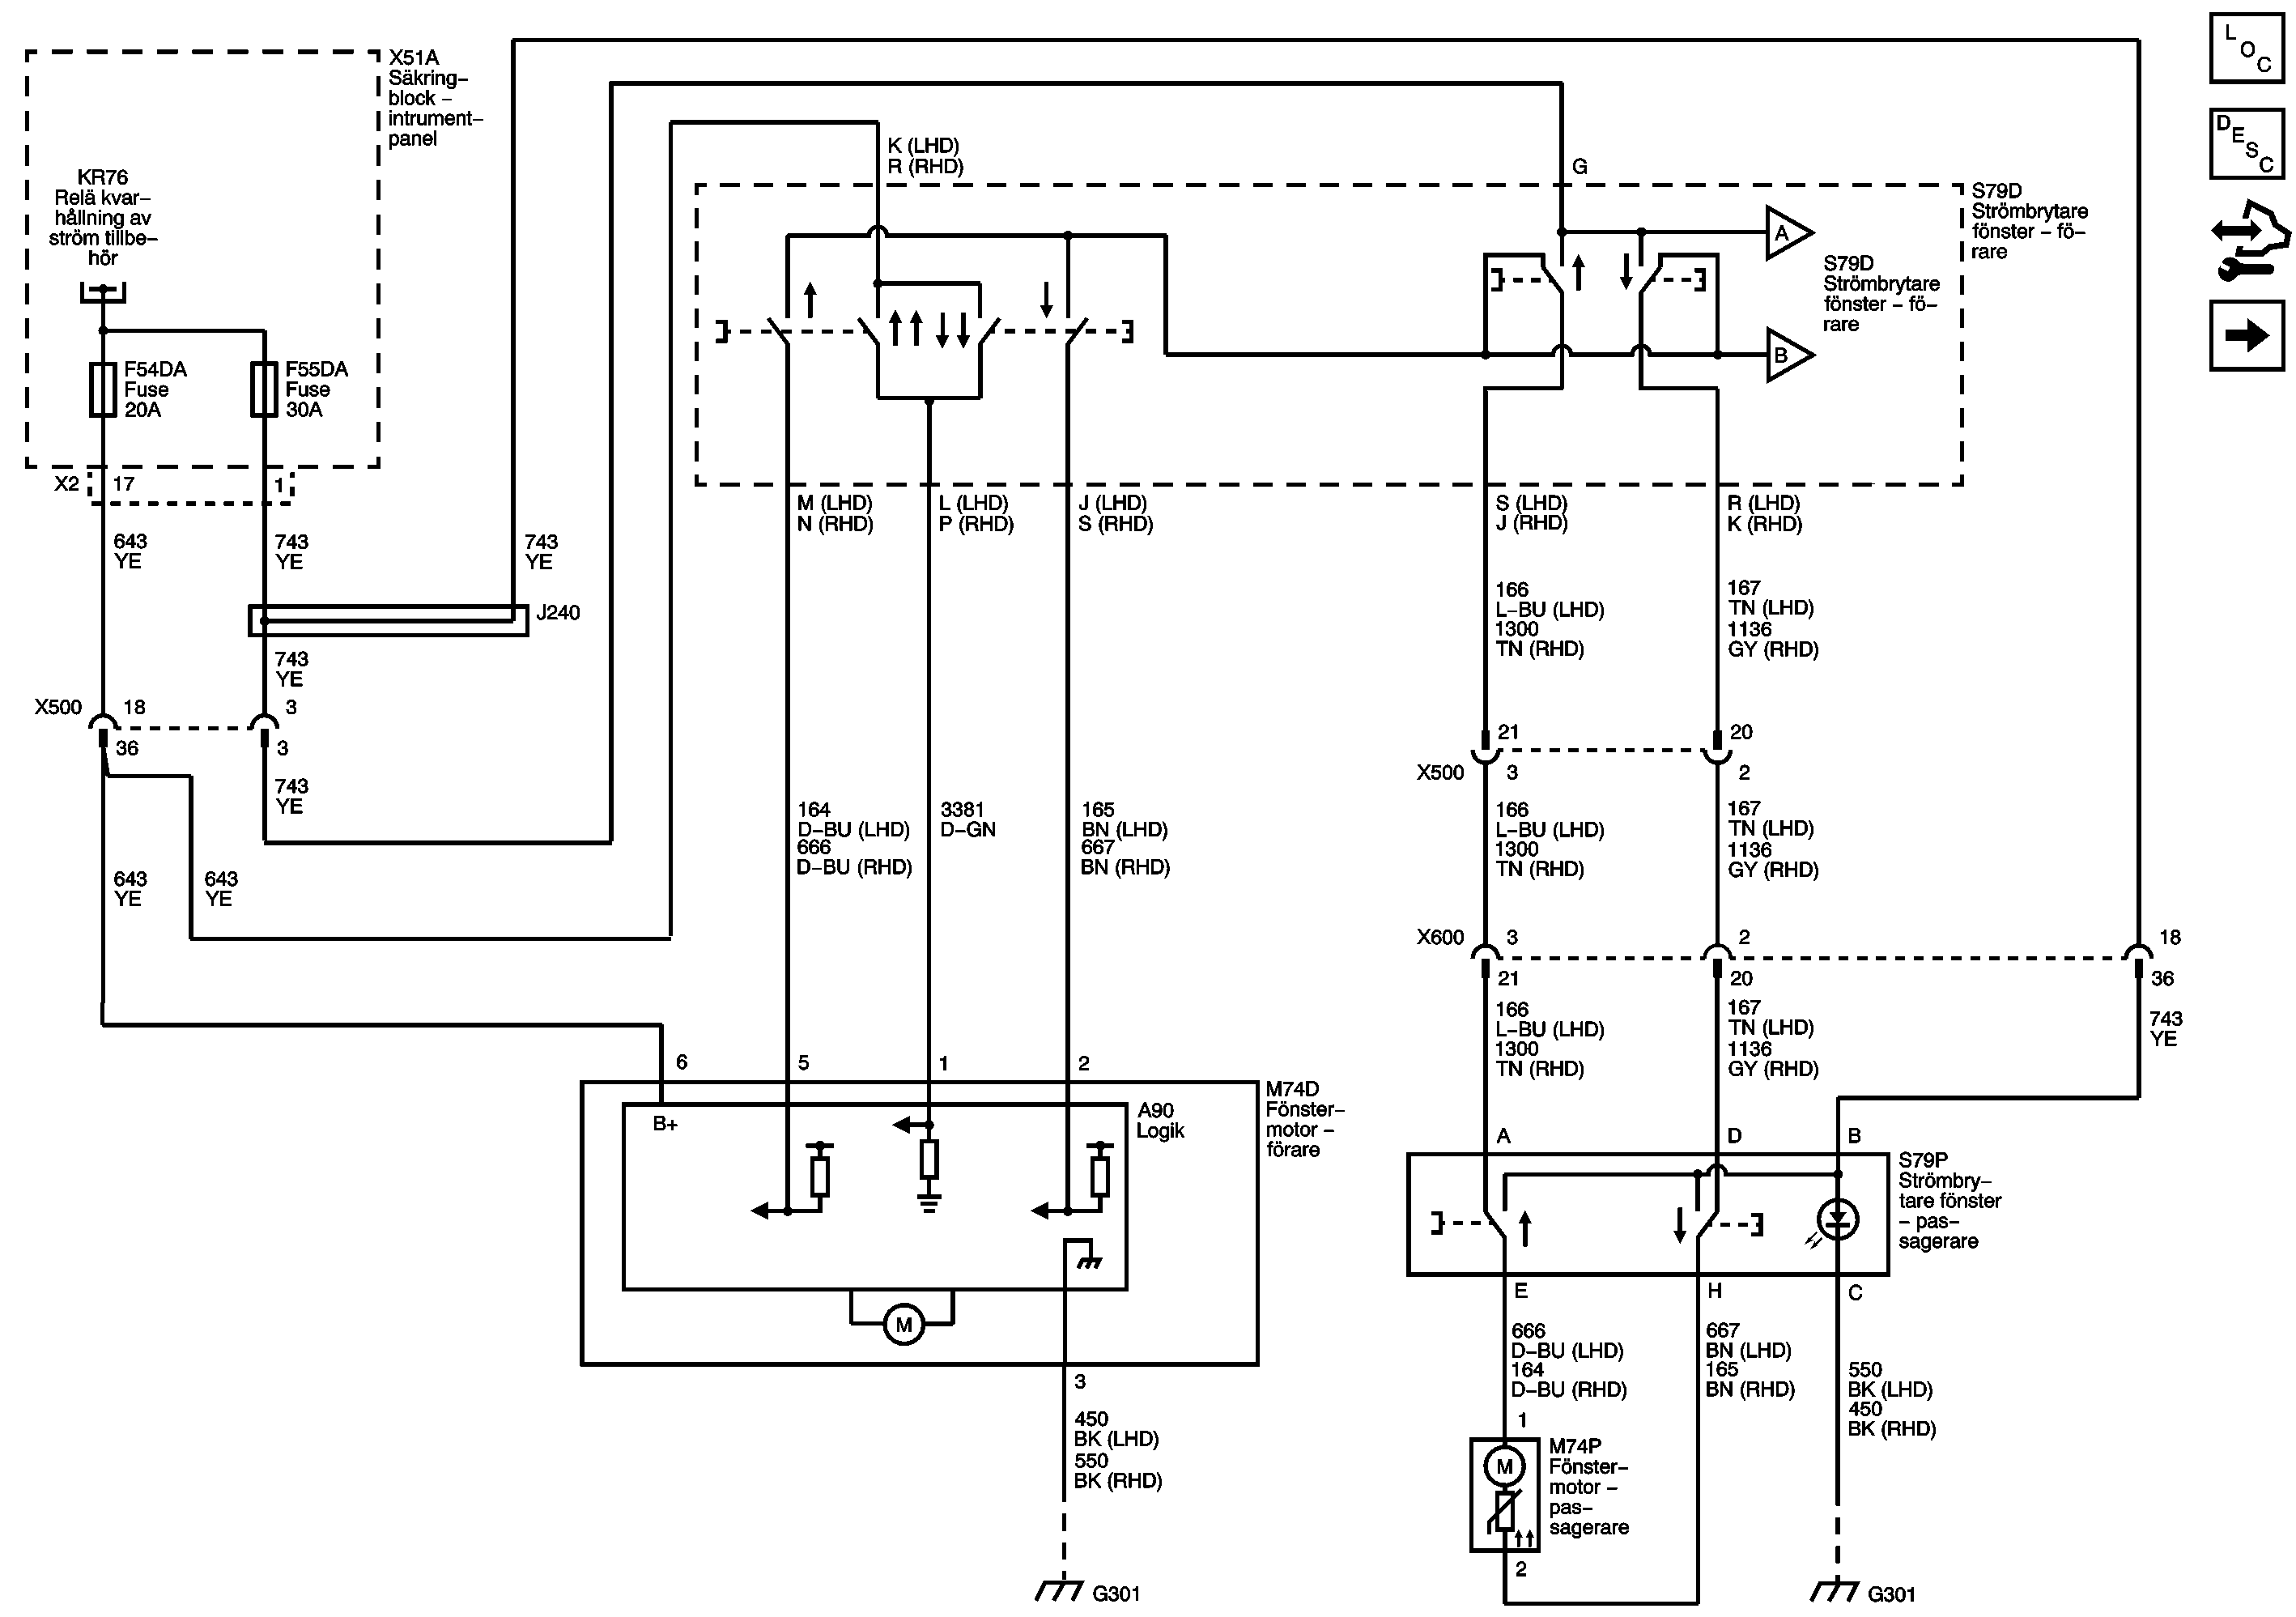 X51A
Säkring–
block –
intrument–
panel
KR76
Relä kvar–
hållning av
ström tillbe–
hör
F54DA
Fuse
20A
F55DA
Fuse
30A
X2
17
1
643
YE
743
YE
743
YE
J240
743
YE
X500
18
3
36
3
743
YE
643
YE
643
YE
K (LHD)
R (RHD)
G
S79D
Strömbrytare
fönster – fö–
rare
A
S79D
Strömbrytare
fönster – fö–
rare
B
M (LHD)
N (RHD)
L (LHD)
P (RHD)
J (LHD)
S (RHD)
S (LHD)
J (RHD)
R (LHD)
K (RHD)
166
L–BU (LHD)
1300
TN (RHD)
167
TN (LHD)
1136
GY (RHD)
21
20
X500
3
2
164
D–BU (LHD)
666
D–BU (RHD)
3381
D–GN
165
BN (LHD)
667
BN (RHD)
166
L–BU (LHD)
1300
TN (RHD)
167
TN (LHD)
1136
GY (RHD)
X600
3
2
18
21
20
36
166
L–BU (LHD)
1300
TN (RHD)
167
TN (LHD)
1136
GY (RHD)
743
YE
6
5
1
2
M74D
Fönster–
motor –
förare
B+
A90
Logik
M
3
450
BK (LHD)
550
BK (RHD)
G301
A
D
B
S79P
Strömbry–
tare fönster
– pas–
sagerare
E
H
C
666
D–BU (LHD)
164
D–BU (RHD)
667
BN (LHD)
165
BN (RHD)
550
BK (LHD)
450
BK (RHD)
1
M
M74P
Fönster–
motor –
pas–
sagerare
2
G301
LOC
DESC